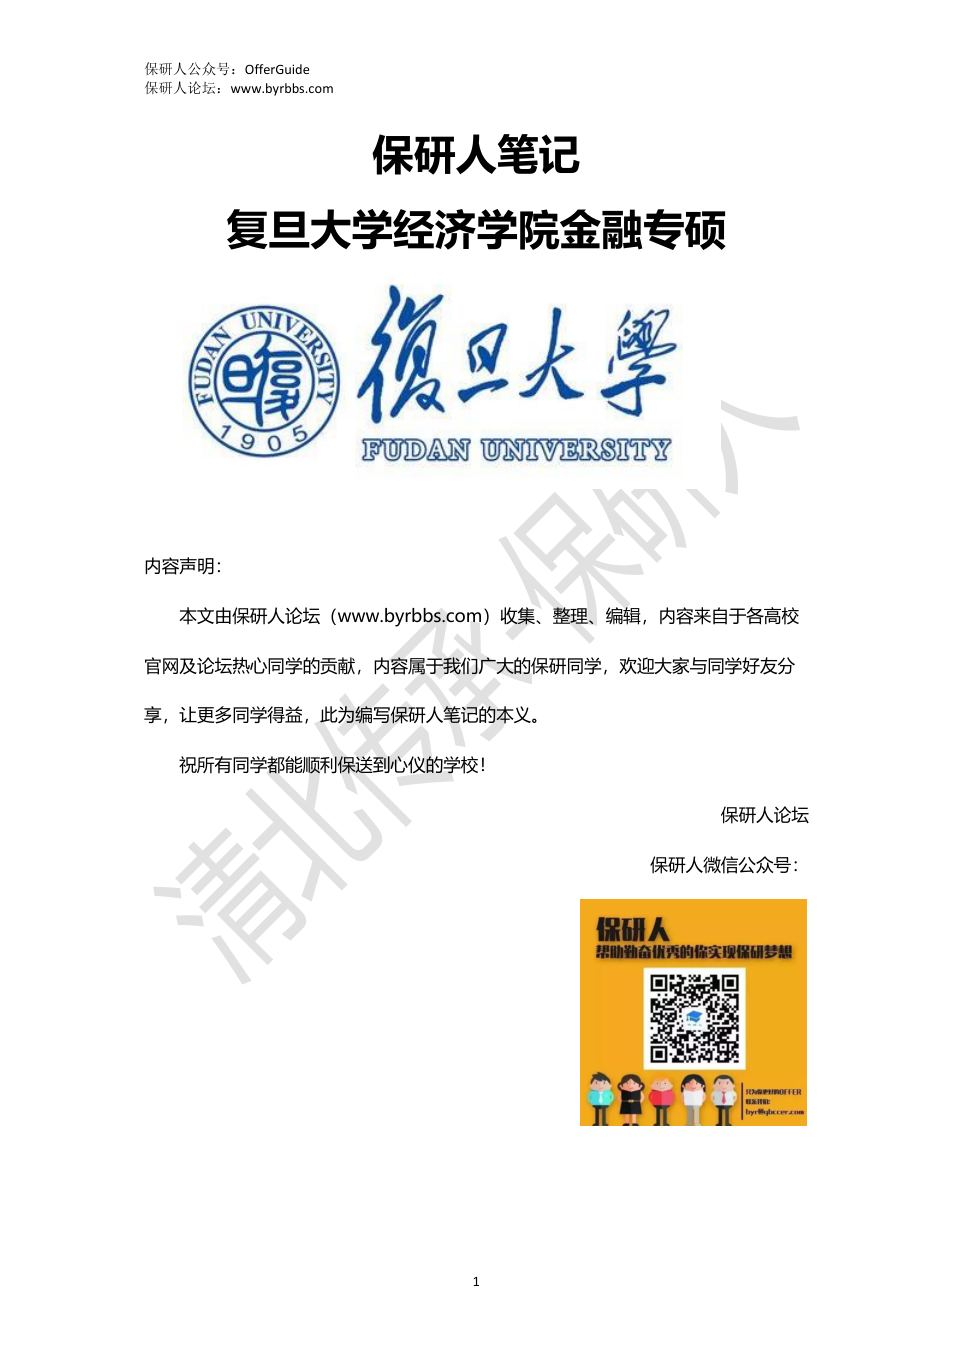 保研人公众号：OfferGuide
保研人论坛：www.byrbbs.com
保研人笔记
复旦大学经济学院金融专硕
FUDAN UNIVERSITY
1905
復旦大學
FUDAN UNIVERSITY
清北传承-保研人
内容声明：
本文由保研人论坛（www.byrbbs.com）收集、整理、编辑，内容来自于各高校
官网及论坛热心同学的贡献，内容属于我们广大的保研同学，欢迎大家与同学好友分
享，让更多同学得益，此为编写保研人笔记的本义。
祝所有同学都能顺利保送到心仪的学校！
保研人论坛
保研人微信公众号：
保研人
帮助勤奋优秀的你实现保研梦想
1